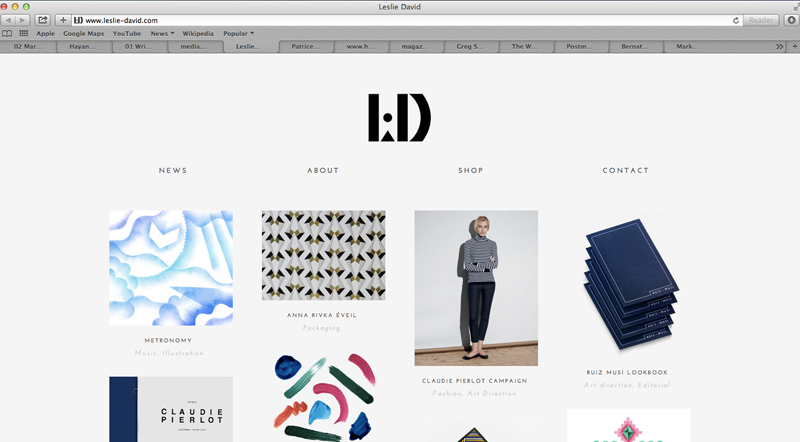 Leslie David
www.leslie-david.com
Reader
Apple
Google Maps
YouTube
News
Wikipedia
Popular
02 Mar...
Hayan...
01 Wri...
media....
Leslie...
Patrice...
www.h...
magaz...
Greg S...
The W...
Postm...
Bernat...
Mark...
NEWS
ABOUT
SHOP
CONTACT
METRONOMY
Music, Illustration
ANNA RIVKA ÉVEIL
Packaging
CLAUDIE PIERLOT CAMPAIGN
Fashion, Art Direction
RUIZ MUSI LOOKBOOK
Art direction, Editorial
CLAUDIE
PIERLOT